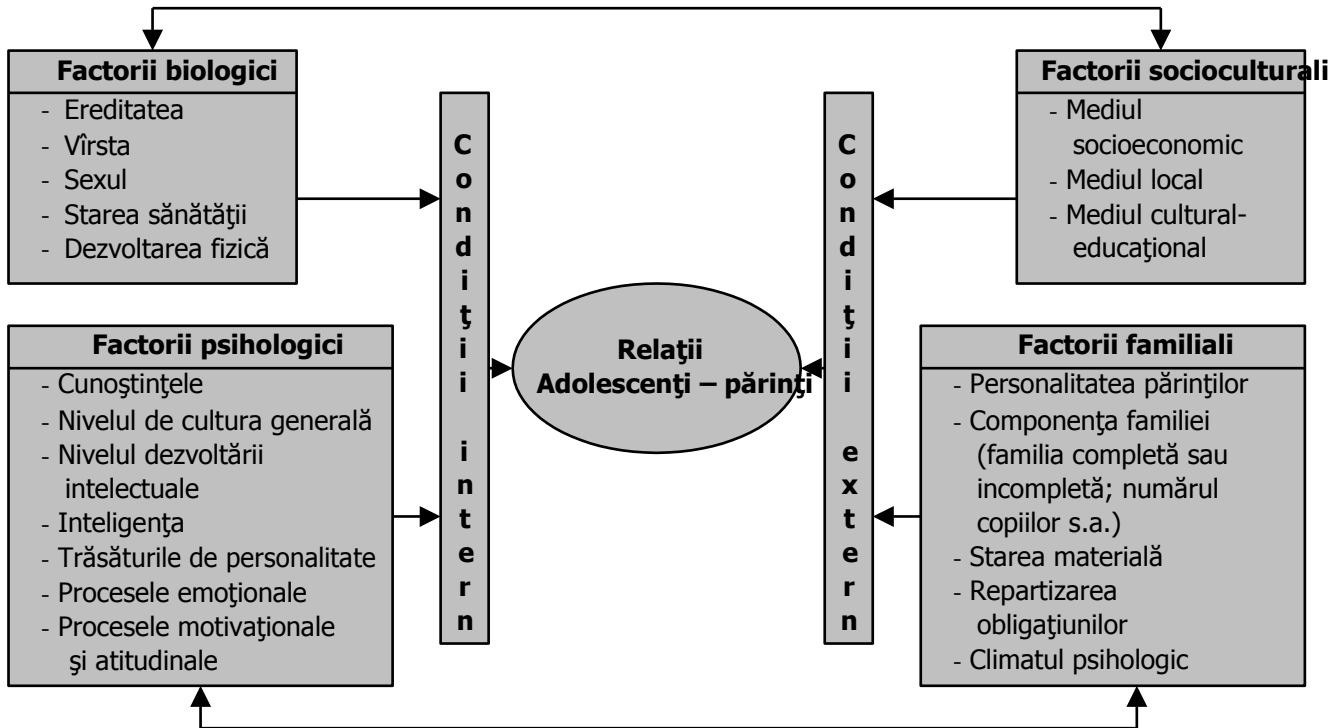 Factorii biologici
- Ereditatea
- Vîrsta
- Sexul
- Starea sănătăţii
- Dezvoltarea fizică
Factorii psihologici
- Cunoştinţele
- Nivelul de cultura generală
- Nivelul dezvoltării
intelectuale
- Inteligenţa
- Trăsăturile de personalitate
- Procesele emoţionale
- Procesele motivaţionale
şi atitudinale
Condiţii intern
Relaţii
Adolescenţi – părinţi
Condiţii extern
Factorii socioculturali
- Mediul
socioeconomic
- Mediul local
- Mediul cultural-
educaţional
Factorii familiali
- Personalitatea părinţilor
- Componenţa familiei
(familia completă sau
incompletă; numărul
copiilor s.a.)
- Starea materială
- Repartizarea
obligaţiunilor
- Climatul psihologic